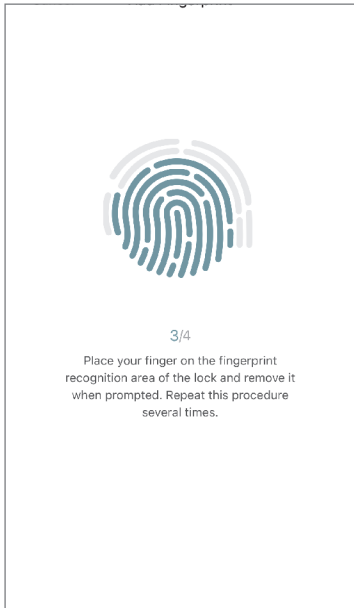 3/4
Place your finger on the fingerprint
recognition area of the lock and remove it
when prompted. Repeat this procedure
several times.